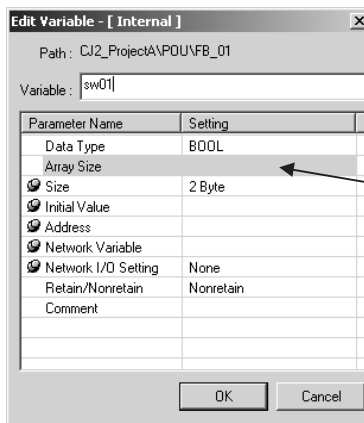 Edit Variable - [ Internal ]
Path : CJ2_ProjectA\POU\FB_01
Variable : sw01
Parameter Name Setting
Data Type BOOL
Array Size
Size 2 Byte
Initial Value
Address
Network Variable
Network I/O Setting None
Retain/Nonretain Nonretain
Comment
OK Cancel